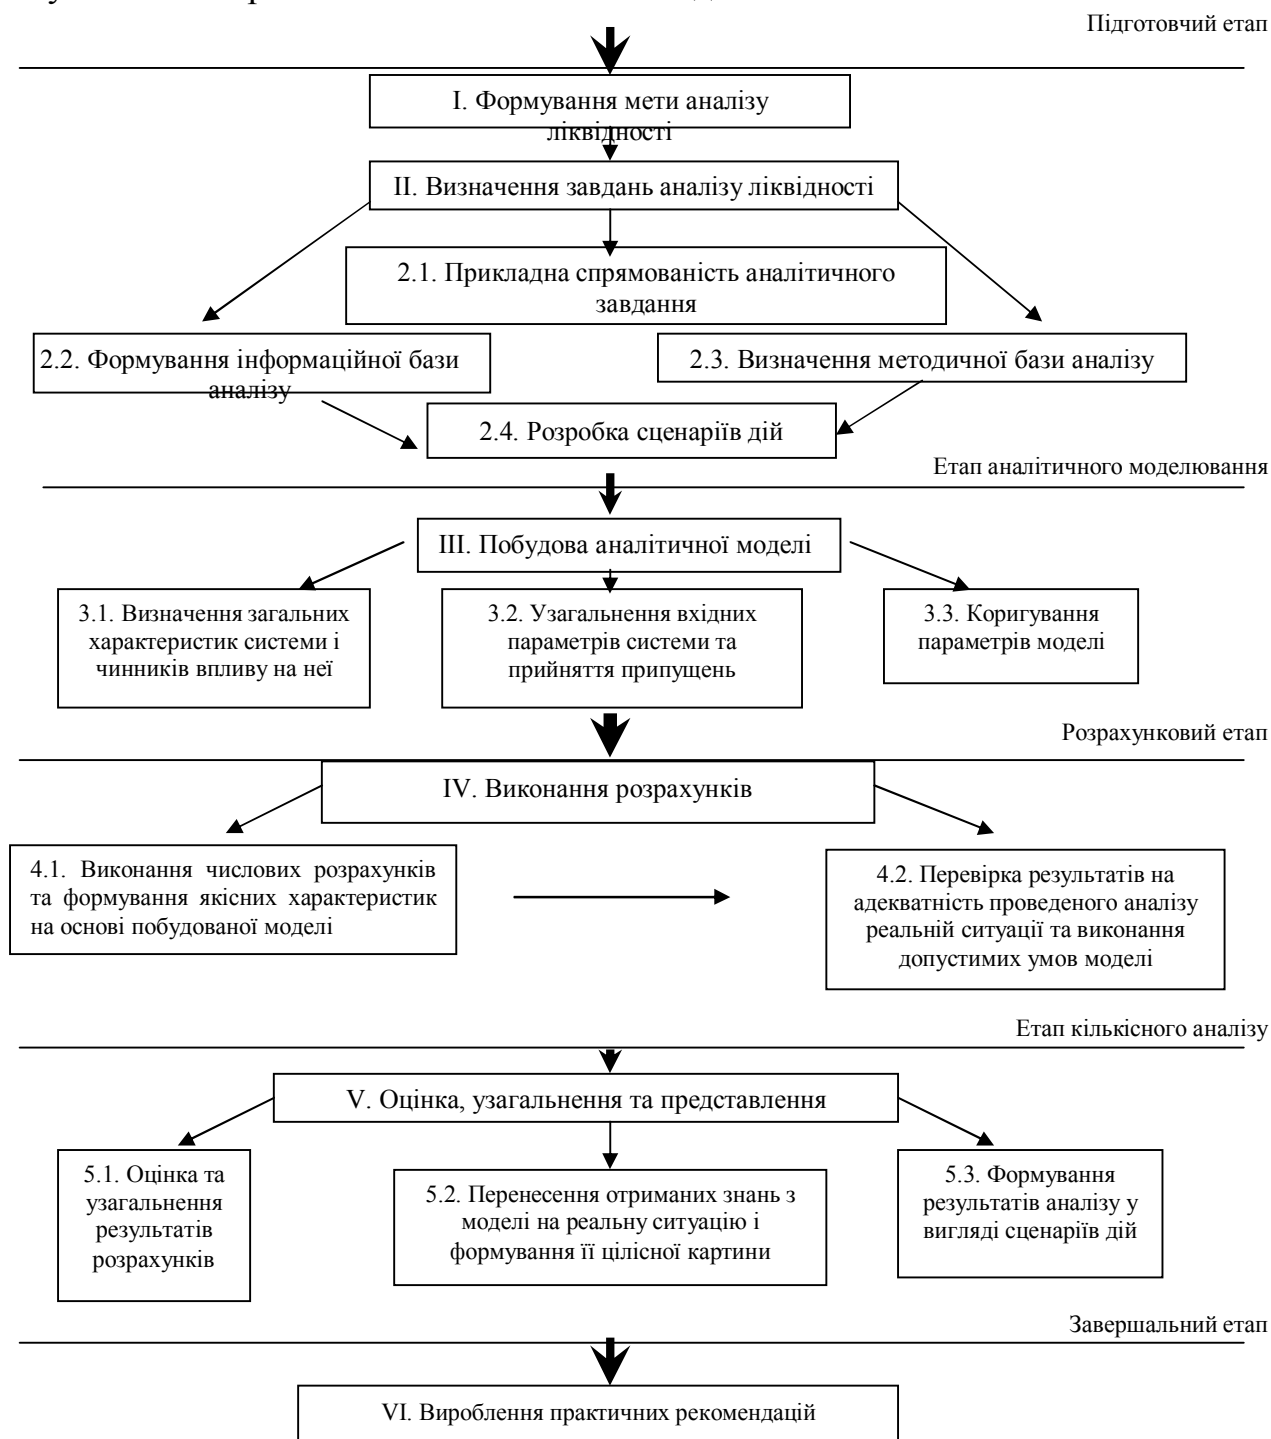 Підготовчий етап
І. Формування мети аналізу
ліквідності
ІІ. Визначення завдань аналізу ліквідності
2.1. Прикладна спрямованість аналітичного
завдання
2.2. Формування інформаційної бази
аналізу
2.3. Визначення методичної бази аналізу
2.4. Розробка сценаріїв дій
Етап аналітичного моделювання
ІІІ. Побудова аналітичної моделі
3.1. Визначення загальних
характеристик системи і
чинників впливу на неї
3.2. Узагальнення вхідних
параметрів системи та
прийняття припущень
3.3. Коригування
параметрів моделі
Розрахунковий етап
IV. Виконання розрахунків
4.1. Виконання числових розрахунків
та формування якісних характеристик
на основі побудованої моделі
4.2. Перевірка результатів на
адекватність проведеного аналізу
реальній ситуації та виконання
допустимих умов моделі
Етап кількісного аналізу
V. Оцінка, узагальнення та представлення
5.1. Оцінка та
узагальнення
результатів
розрахунків
5.2. Перенесення отриманих знань з
моделі на реальну ситуацію і
формування її цілісної картини
5.3. Формування
результатів аналізу у
вигляді сценаріїв дій
Завершальний етап
VI. Вироблення практичних рекомендацій